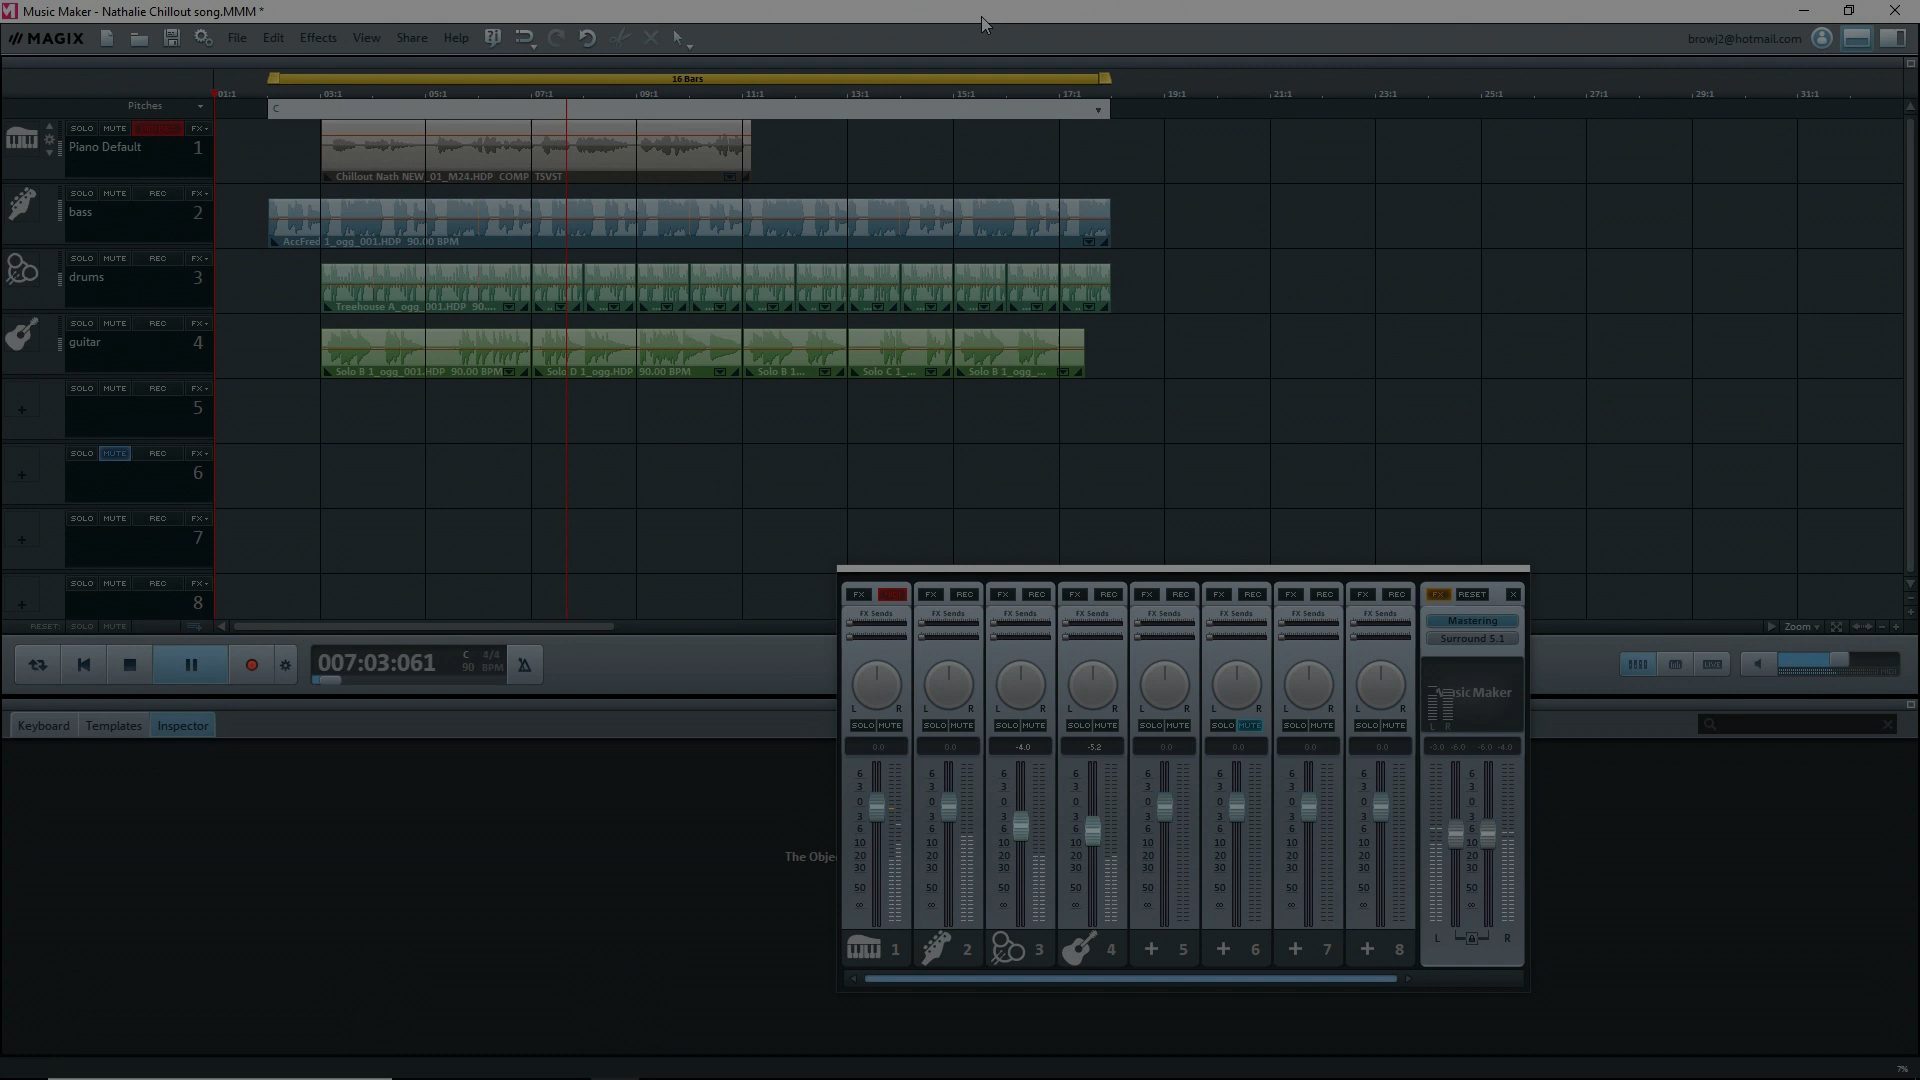 Music Maker - Nathalie Chillout song.MMM *
MAGIX File Edit Effects View Share Help browj2@hotmail.com
16 Bars
01:1 03:1 05:1 07:1 09:1 11:1 13:1 15:1 17:1 19:1 21:1 23:1 25:1 27:1 29:1 31:1
Pitches C
SOLO MUTE FX
Piano Default 1
Chillout Nath NEW_01_M24.HDP COMP TSVST
SOLO MUTE REC FX
bass 2
AccFred 1_ogg_001.HDP 90.00 BPM
SOLO MUTE REC FX
drums 3
Treehouse A_ogg_001.HDP 90....
SOLO MUTE REC FX
guitar 4
Solo B 1_ogg_001.HDP 90.00 BPM Solo D 1_ogg.HDP 90.00 BPM Solo B 1... Solo C 1_... Solo B 1_ogg_...
SOLO MUTE REC FX
5
SOLO MUTE REC FX
6
SOLO MUTE REC FX
7
SOLO MUTE REC FX
8
RESET: SOLO MUTE Zoom
007:03:061 C 4/4
90 BPM
LIVE MIDI
Keyboard Templates Inspector
The Obje
FX FX REC FX REC FX REC FX REC FX REC FX REC FX REC FX RESET X
FX Sends FX Sends FX Sends FX Sends FX Sends FX Sends FX Sends FX Sends Mastering
Surround 5.1
Music Maker
L R L R L R L R L R L R L R L R L R
SOLO MUTE SOLO MUTE SOLO MUTE SOLO MUTE SOLO MUTE SOLO MUTE SOLO MUTE SOLO MUTE
0.0 0.0 -4.0 -5.2 0.0 0.0 0.0 0.0 -3.0 -6.0 -6.0 -4.0
6 6 6 6 6 6 6 6 6
3 3 3 3 3 3 3 3 3
0 0 0 0 0 0 0 0 0
3 3 3 3 3 3 3 3 3
6 6 6 6 6 6 6 6 6
10 10 10 10 10 10 10 10 10
20 20 20 20 20 20 20 20 20
30 30 30 30 30 30 30 30 30
50 50 50 50 50 50 50 50 50
∞ ∞ ∞ ∞ ∞ ∞ ∞ ∞ ∞
L R
1 2 3 4 + 5 + 6 + 7 + 8
7%